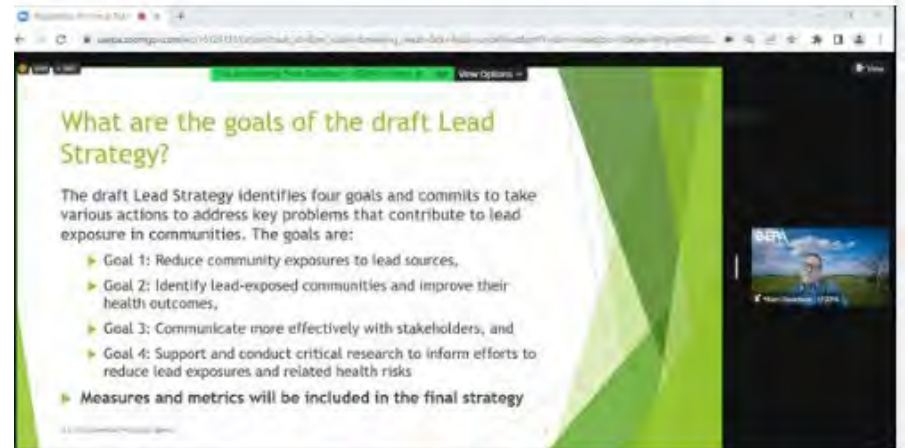 View Options
View
What are the goals of the draft Lead
Strategy?
The draft Lead Strategy identifies four goals and commits to take
various actions to address key problems that contribute to lead
exposure in communities. The goals are:
Goal 1: Reduce community exposures to lead sources,
Goal 2: Identify lead-exposed communities and improve their
health outcomes,
Goal 3: Communicate more effectively with stakeholders, and
Goal 4: Support and conduct critical research to inform efforts to
reduce lead exposures and related health risks
Measures and metrics will be included in the final strategy
EPA